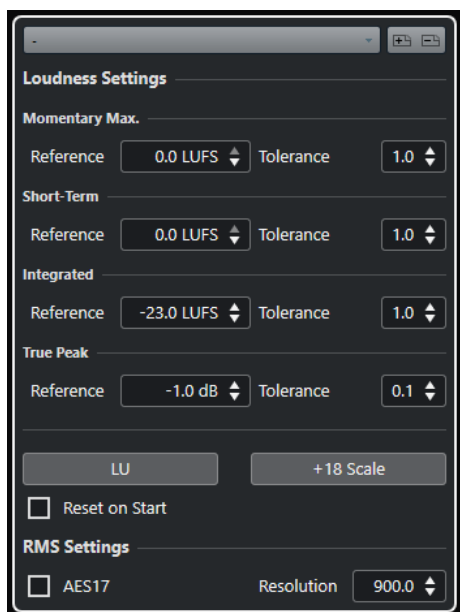 -
Loudness Settings
Momentary Max.
Reference 0.0 LUFS Tolerance 1.0
Short-Term
Reference 0.0 LUFS Tolerance 1.0
Integrated
Reference -23.0 LUFS Tolerance 1.0
True Peak
Reference -1.0 dB Tolerance 0.1
LU +18 Scale
Reset on Start
RMS Settings
AES17 Resolution 900.0